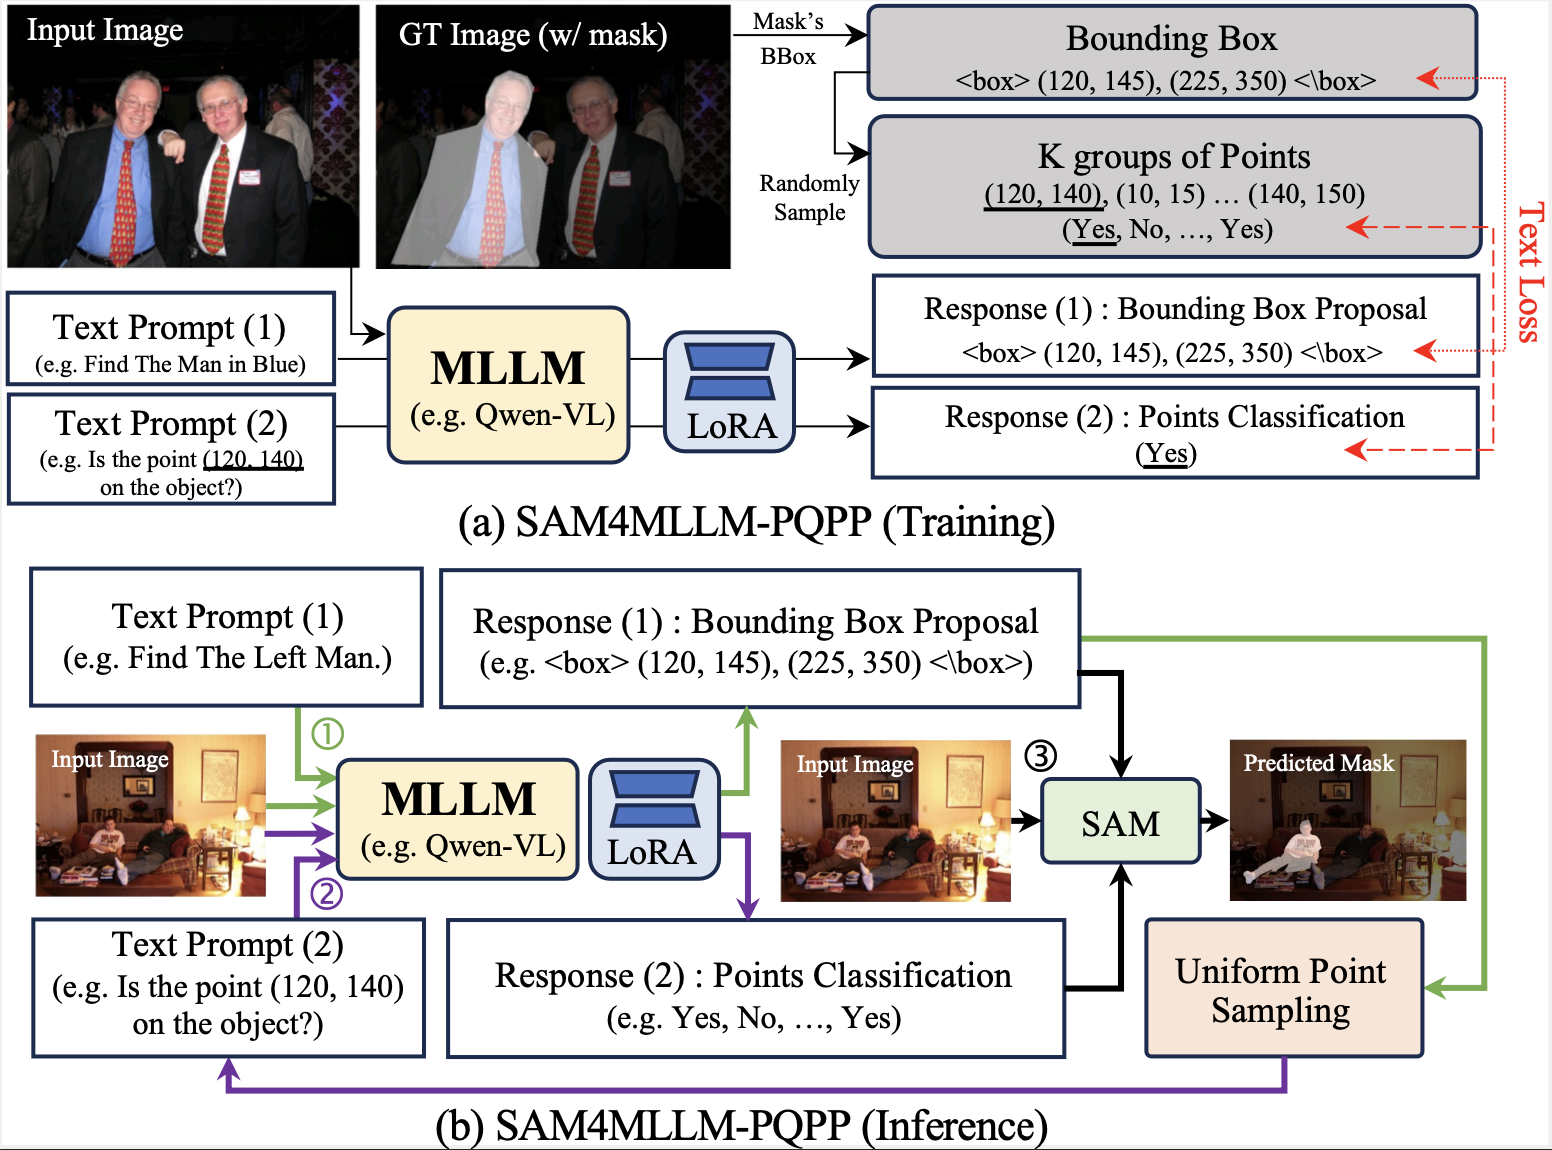 Input Image
GT Image (w/ mask)
Mask's
BBox
Bounding Box
<box> (120, 145), (225, 350) <\box>
Randomly
Sample
K groups of Points
(120, 140), (10, 15) … (140, 150)
(Yes, No, …, Yes)
Text Loss
Text Prompt (1)
(e.g. Find The Man in Blue)
Text Prompt (2)
(e.g. Is the point (120, 140)
on the object?)
MLLM
(e.g. Qwen-VL)
LoRA
Response (1) : Bounding Box Proposal
<box> (120, 145), (225, 350) <\box>
Response (2) : Points Classification
(Yes)
(a) SAM4MLLM-PQPP (Training)
Text Prompt (1)
(e.g. Find The Left Man.)
Response (1) : Bounding Box Proposal
(e.g. <box> (120, 145), (225, 350) <\box>)
①
Input Image
MLLM
(e.g. Qwen-VL)
LoRA
②
Input Image
③
SAM
Predicted Mask
Text Prompt (2)
(e.g. Is the point (120, 140)
on the object?)
Response (2) : Points Classification
(e.g. Yes, No, …, Yes)
Uniform Point
Sampling
(b) SAM4MLLM-PQPP (Inference)